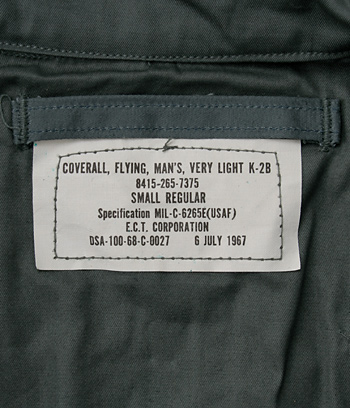 COVERALL, FLYING, MAN'S, VERY LIGHT K-2B
8415-265-7375
SMALL REGULAR
Specification MIL-C-6265E(USAF)
E.C.T. CORPORATION
DSA-100-68-C-0027 6 JULY 1967